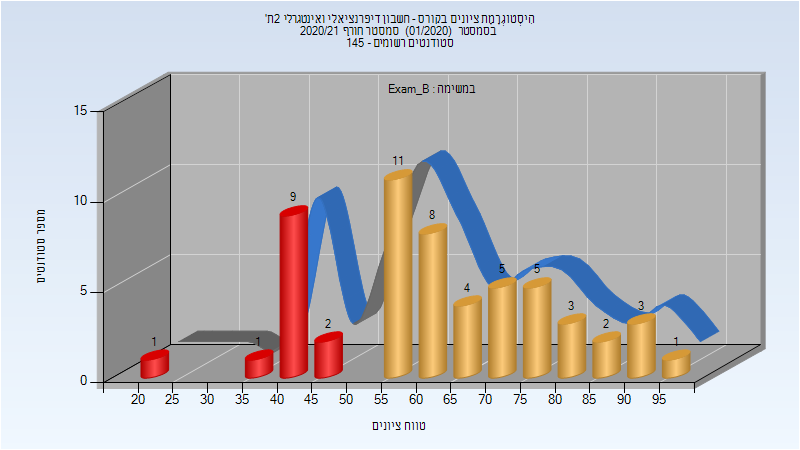 היסטוגרמת ציונים בקורס - חשבון דיפרנציאלי ואינטגרלי 2ת'
בסמסטר (01/2020) סמסטר חורף 2020/21
סטודנטים רשומים - 145
במשימה : Exam_B
מספר סטודנטים
15
10
5
0
1
1
9
2
11
8
4
5
5
3
2
3
1
20 25 30 35 40 45 50 55 60 65 70 75 80 85 90 95
טווח ציונים